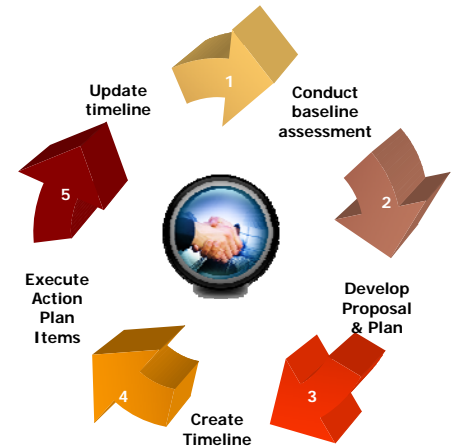 1
Conduct
baseline
assessment
2
Develop
Proposal
& Plan
3
Create
Timeline
4
Execute
Action
Plan
Items
5
Update
timeline